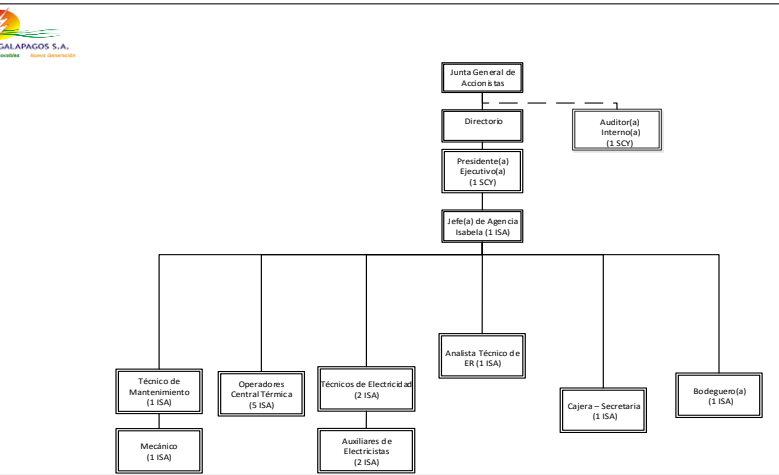 GALAPAGOS S.A.
Nueva Generación
Junta General de
Accionistas
Directorio
Auditor(a)
Interno(a)
(1 SCY)
Presidente(a)
Ejecutivo(a)
(1 SCY)
Jefe(a) de Agencia
Isabela (1 ISA)
Técnico de
Mantenimiento
(1 ISA)
Operadores
Central Térmica
(5 ISA)
Técnicos de Electricidad
(2 ISA)
Analista Técnico de
ER (1 ISA)
Cajera – Secretaria
(1 ISA)
Bodeguero(a)
(1 ISA)
Mecánico
(1 ISA)
Auxiliares de
Electricistas
(2 ISA)